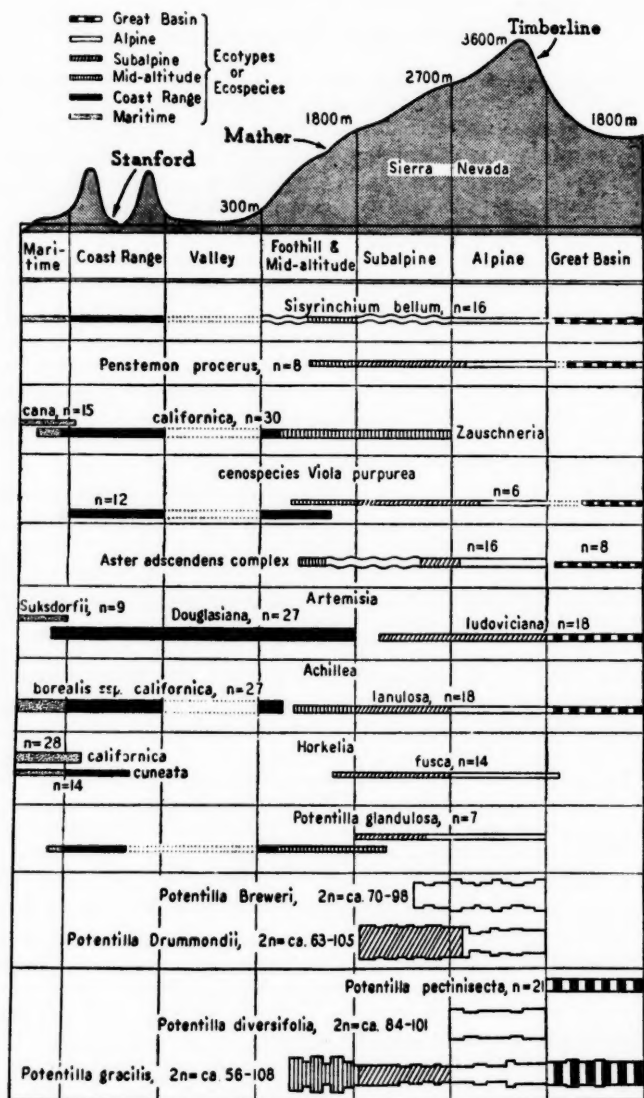 Great Basin
Alpine
Subalpine
Mid-altitude
Coast Range
Maritime
Ecotypes
or
Ecospecies
Timberline
3600m
2700m
1800m
1800m
Mather
Stanford
Sierra Nevada
300m
Mari-
time
Coast Range
Valley
Foothill &
Mid-altitude
Subalpine
Alpine
Great Basin
Sisyrinchium bellum, n=16
Penstemon procerus, n=8
cana, n=15
californica, n=30
Zauschneria
cenospecies Viola purpurea
n=12
n=6
Aster adscendens complex
n=16
n=8
Artemisia
Suksdorfii, n=9
Douglasiana, n=27
ludoviciana, n=18
Achillea
borealis ssp. californica, n=27
lanulosa, n=18
Horkelia
n=28
californica
cuneata
n=14
fusca, n=14
Potentilla glandulosa, n=7
Potentilla Breweri, 2n=ca. 70-98
Potentilla Drummondii, 2n=ca. 63-105
Potentilla pectinisecta, n=21
Potentilla diversifolia, 2n=ca. 84-101
Potentilla gracilis, 2n=ca. 56-108